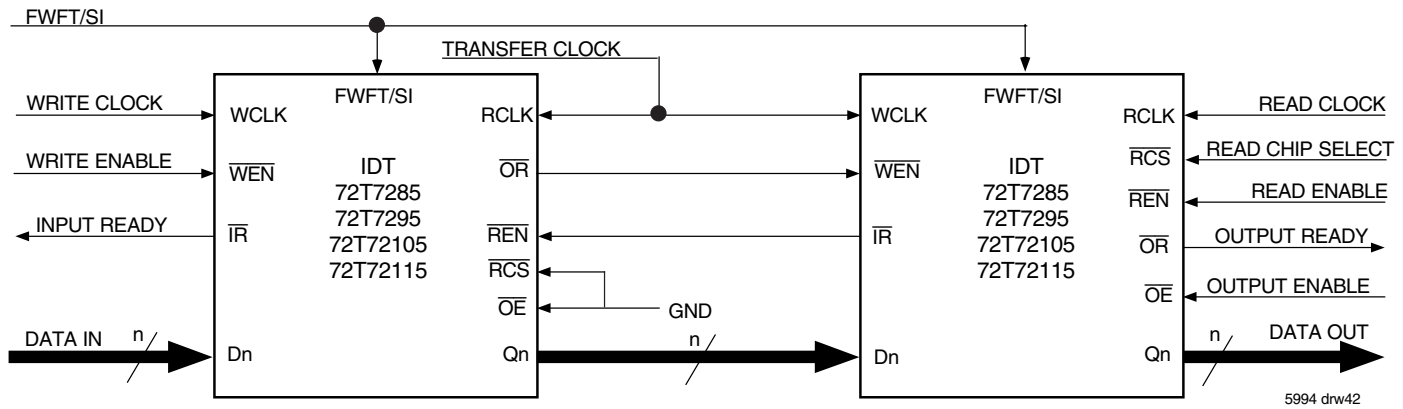 FWFT/SI
TRANSFER CLOCK
WRITE CLOCK
WRITE ENABLE
INPUT READY
DATA IN
n
FWFT/SI
WCLK
RCLK
WEN
OR
IDT
72T7285
72T7295
72T72105
72T72115
IR
REN
RCS
OE
Dn
Qn
GND
n
FWFT/SI
WCLK
RCLK
WEN
RCS
IDT
72T7285
72T7295
72T72105
72T72115
REN
IR
OR
OE
Dn
Qn
READ CLOCK
READ CHIP SELECT
READ ENABLE
OUTPUT READY
OUTPUT ENABLE
n
DATA OUT
5994 drw42